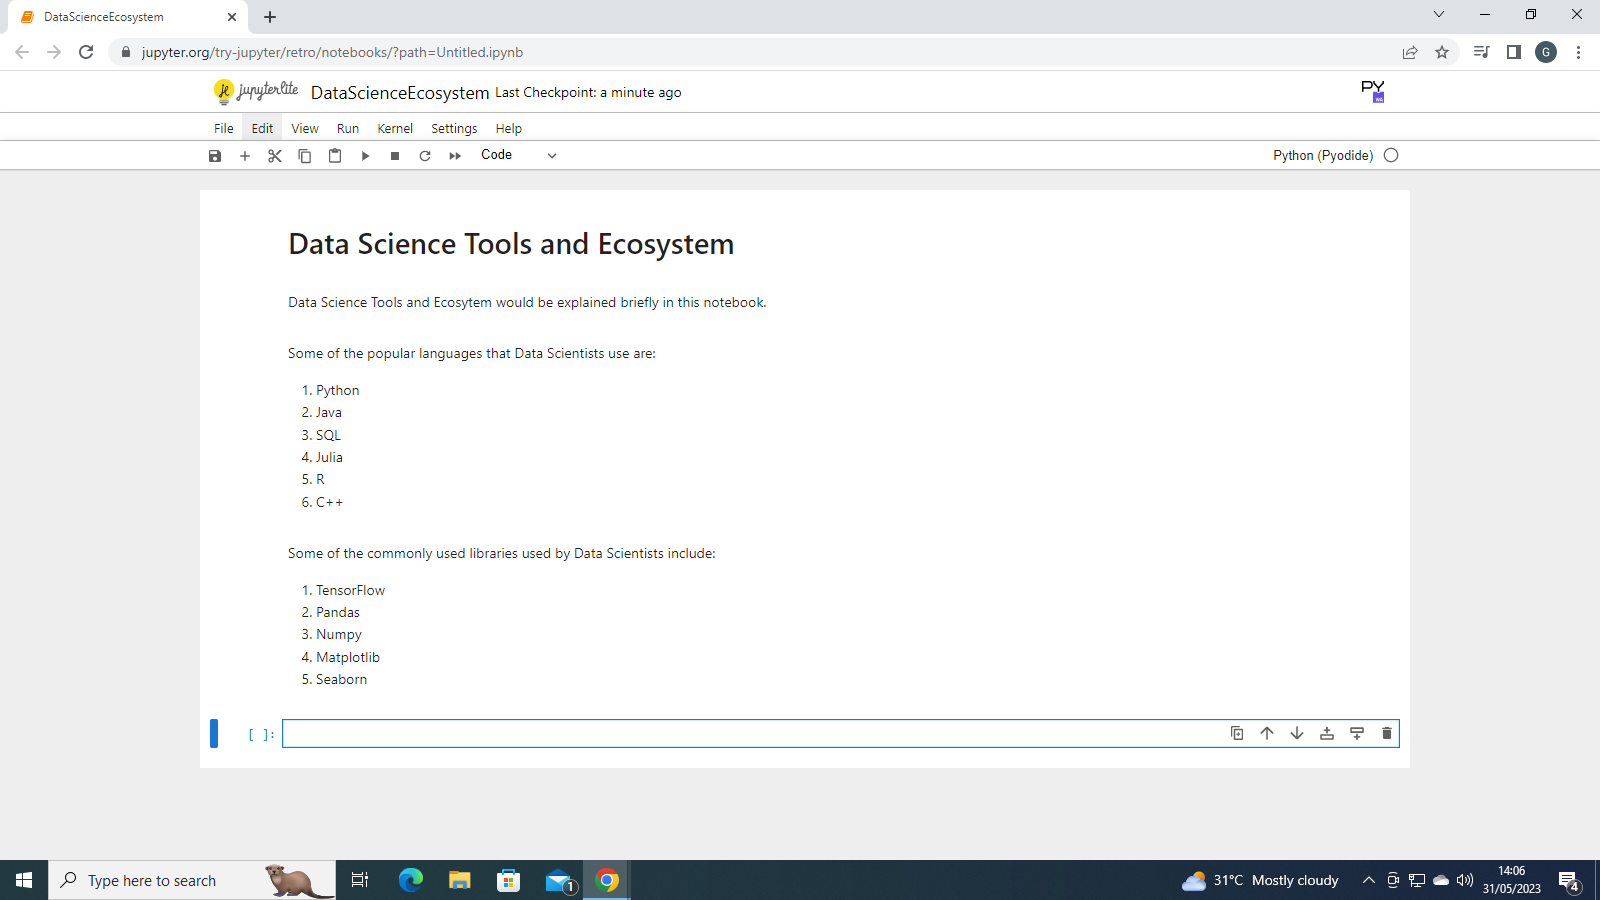 DataScienceEcosystem
jupyter.org/try-jupyter/retro/notebooks/?path=Untitled.ipynb
G
jupyterlite DataScienceEcosystem Last Checkpoint: a minute ago
PY
WA
File Edit View Run Kernel Settings Help
Code
Python (Pyodide)
Data Science Tools and Ecosystem
Data Science Tools and Ecosytem would be explained briefly in this notebook.
Some of the popular languages that Data Scientists use are:
1. Python
2. Java
3. SQL
4. Julia
5. R
6. C++
Some of the commonly used libraries used by Data Scientists include:
1. TensorFlow
2. Pandas
3. Numpy
4. Matplotlib
5. Seaborn
[ ]:
Type here to search
1
31°C Mostly cloudy
14:06
31/05/2023
4